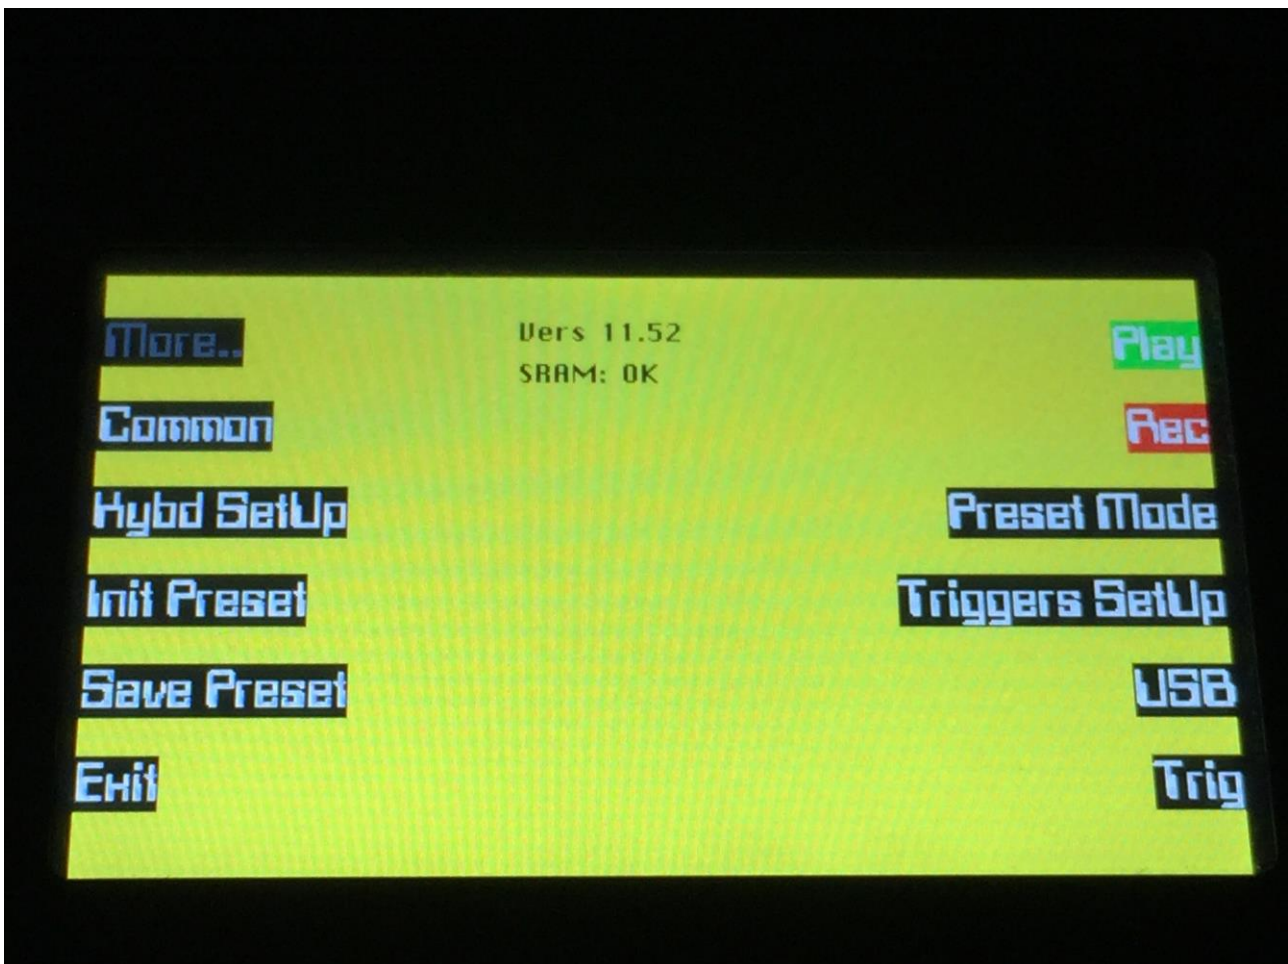 More..
Vers 11.52
Play
SRAM: OK
Common
Rec
Kybd SetUp
Preset Mode
Init Preset
Triggers SetUp
Save Preset
USB
Exit
Trig